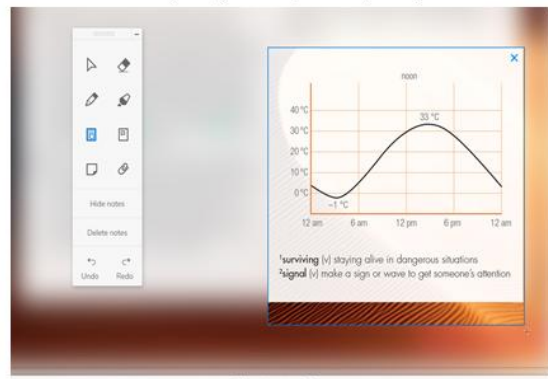 Hide notes
Delete notes
Undo
Redo
noon
40 °C
33 °C
30 °C
20 °C
10 °C
0 °C
–1 °C
12 am
6 am
12 pm
6 pm
12 am
¹surviving (v) staying alive in dangerous situations
²signal (v) make a sign or wave to get someone's attention